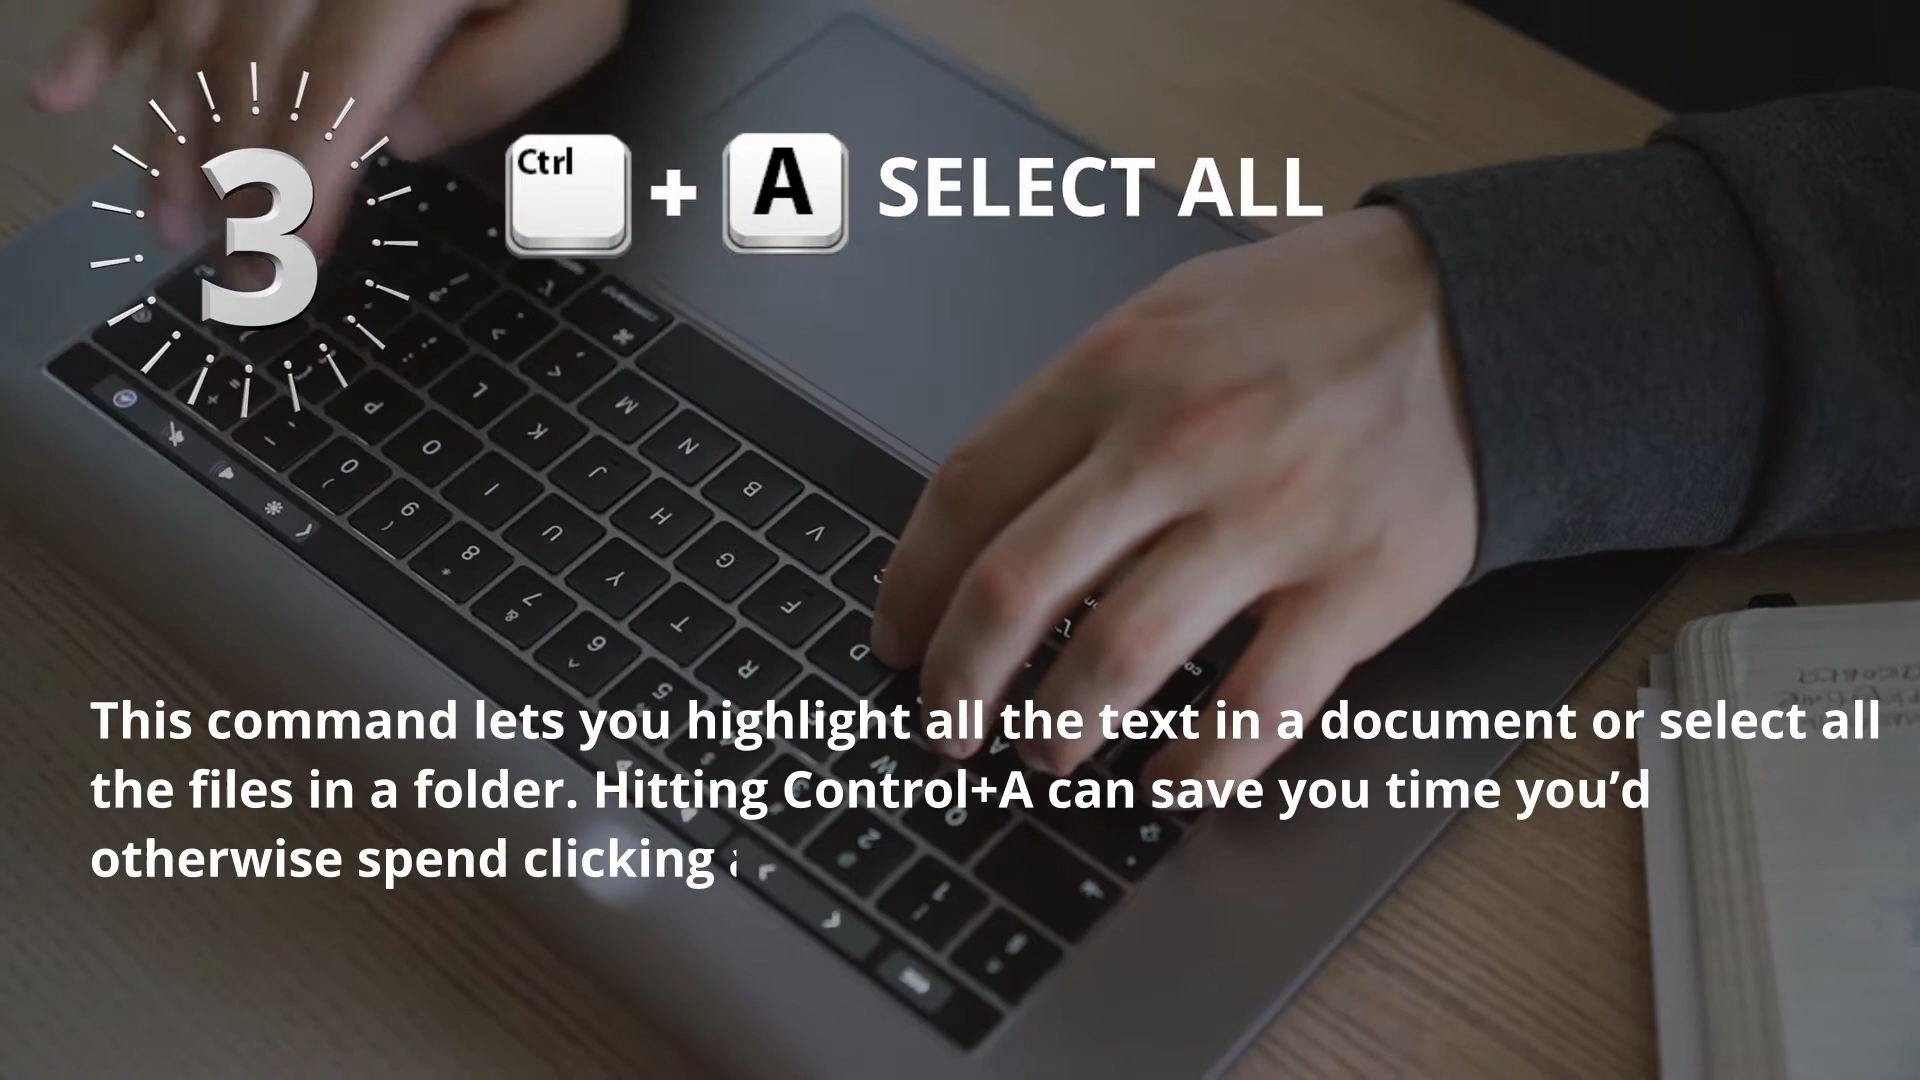 3
Ctrl + A SELECT ALL
This command lets you highlight all the text in a document or select all
the files in a folder. Hitting Control+A can save you time you’d
otherwise spend clicking